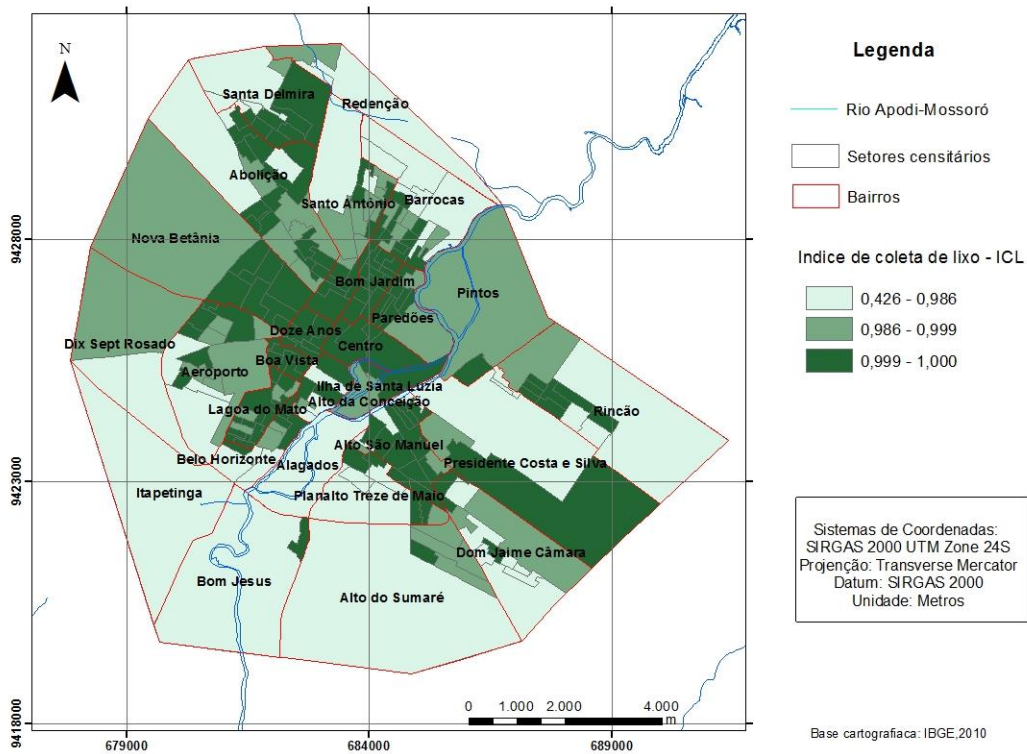 N
Santa Delmira
Redenção
Abolição
Santo Antônio
Barrocas
Nova Betânia
Bom Jardim
Pintos
Paredões
Doze Anos
Dix Sept Rosado
Centro
Boa Vista
Aeroporto
Ilha de Santa Luzia
Alto da Conceição
Lagoa do Mato
Rincão
Alto São Manuel
Belo Horizonte
Alagados
Presidente Costa e Silva
Itapetinga
Planalto Treze de Maio
Dom Jaime Câmara
Bom Jesus
Alto do Sumaré
9428000
9423000
9418000
679000
684000
689000
0 1.000 2.000 4.000
m
Legenda
Rio Apodi-Mossoró
Setores censitários
Bairros
Indice de coleta de lixo - ICL
0,426 - 0,986
0,986 - 0,999
0,999 - 1,000
Sistemas de Coordenadas:
SIRGAS 2000 UTM Zone 24S
Projenção: Transverse Mercator
Datum: SIRGAS 2000
Unidade: Metros
Base cartografiaca: IBGE,2010